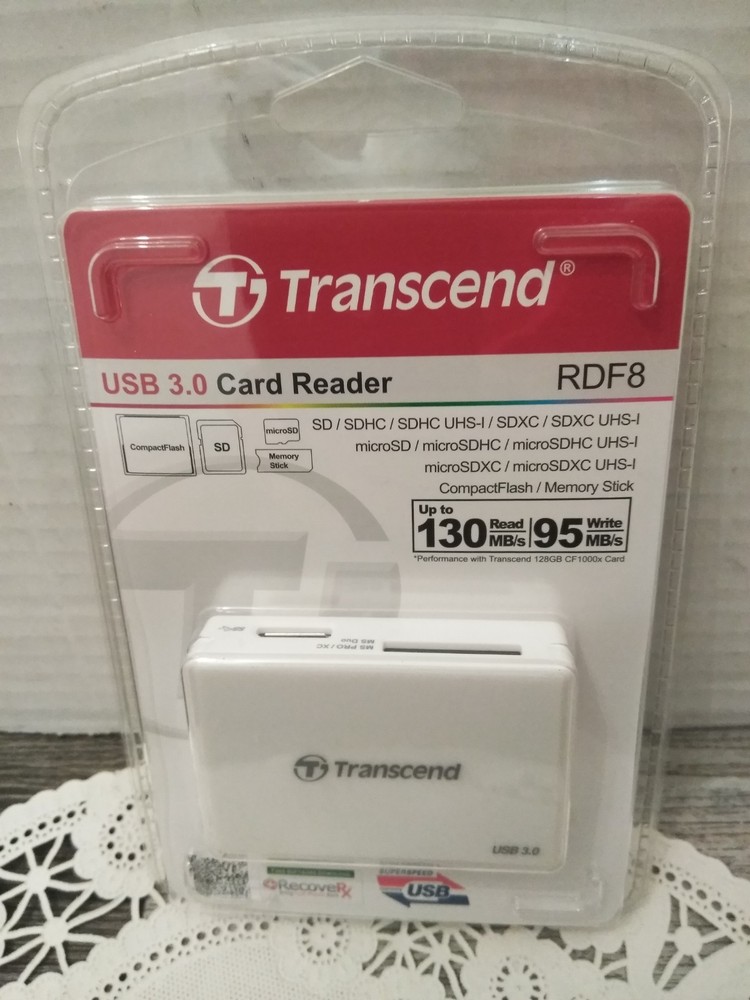 Transcend®
USB 3.0 Card Reader
RDF8
CompactFlash
SD
microSD
Memory
Stick
SD / SDHC / SDHC UHS-I / SDXC / SDXC UHS-I
microSD / microSDHC / microSDHC UHS-I
microSDXC / microSDXC UHS-I
CompactFlash / Memory Stick
Up to
130 Read MB/s | 95 Write MB/s
*Performance with Transcend 128GB CF1000x Card
MS PRO / XC
MS Duo
Transcend
USB 3.0
RecoveRx
SUPERSPEED
USB